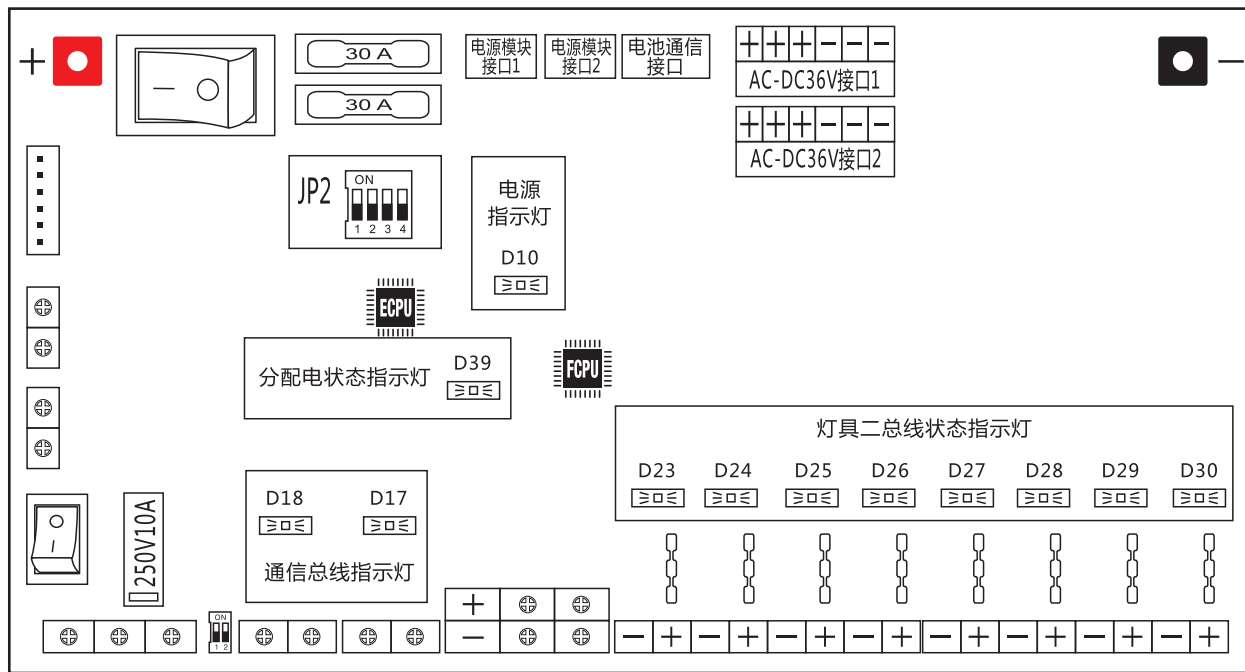 +
30 A
30 A
电源模块
接口1
电源模块
接口2
电池通信
接口
+ + + − − −
AC-DC36V接口1
+ + + − − −
AC-DC36V接口2
−
JP2
ON
1 2 3 4
电源
指示灯
D10
ECPU
FCPU
分配电状态指示灯
D39
灯具二总线状态指示灯
D23 D24 D25 D26 D27 D28 D29 D30
D18 D17
通信总线指示灯
250V10A
ON
1 2
+
−
− + − + − + − + − + − + − + − +